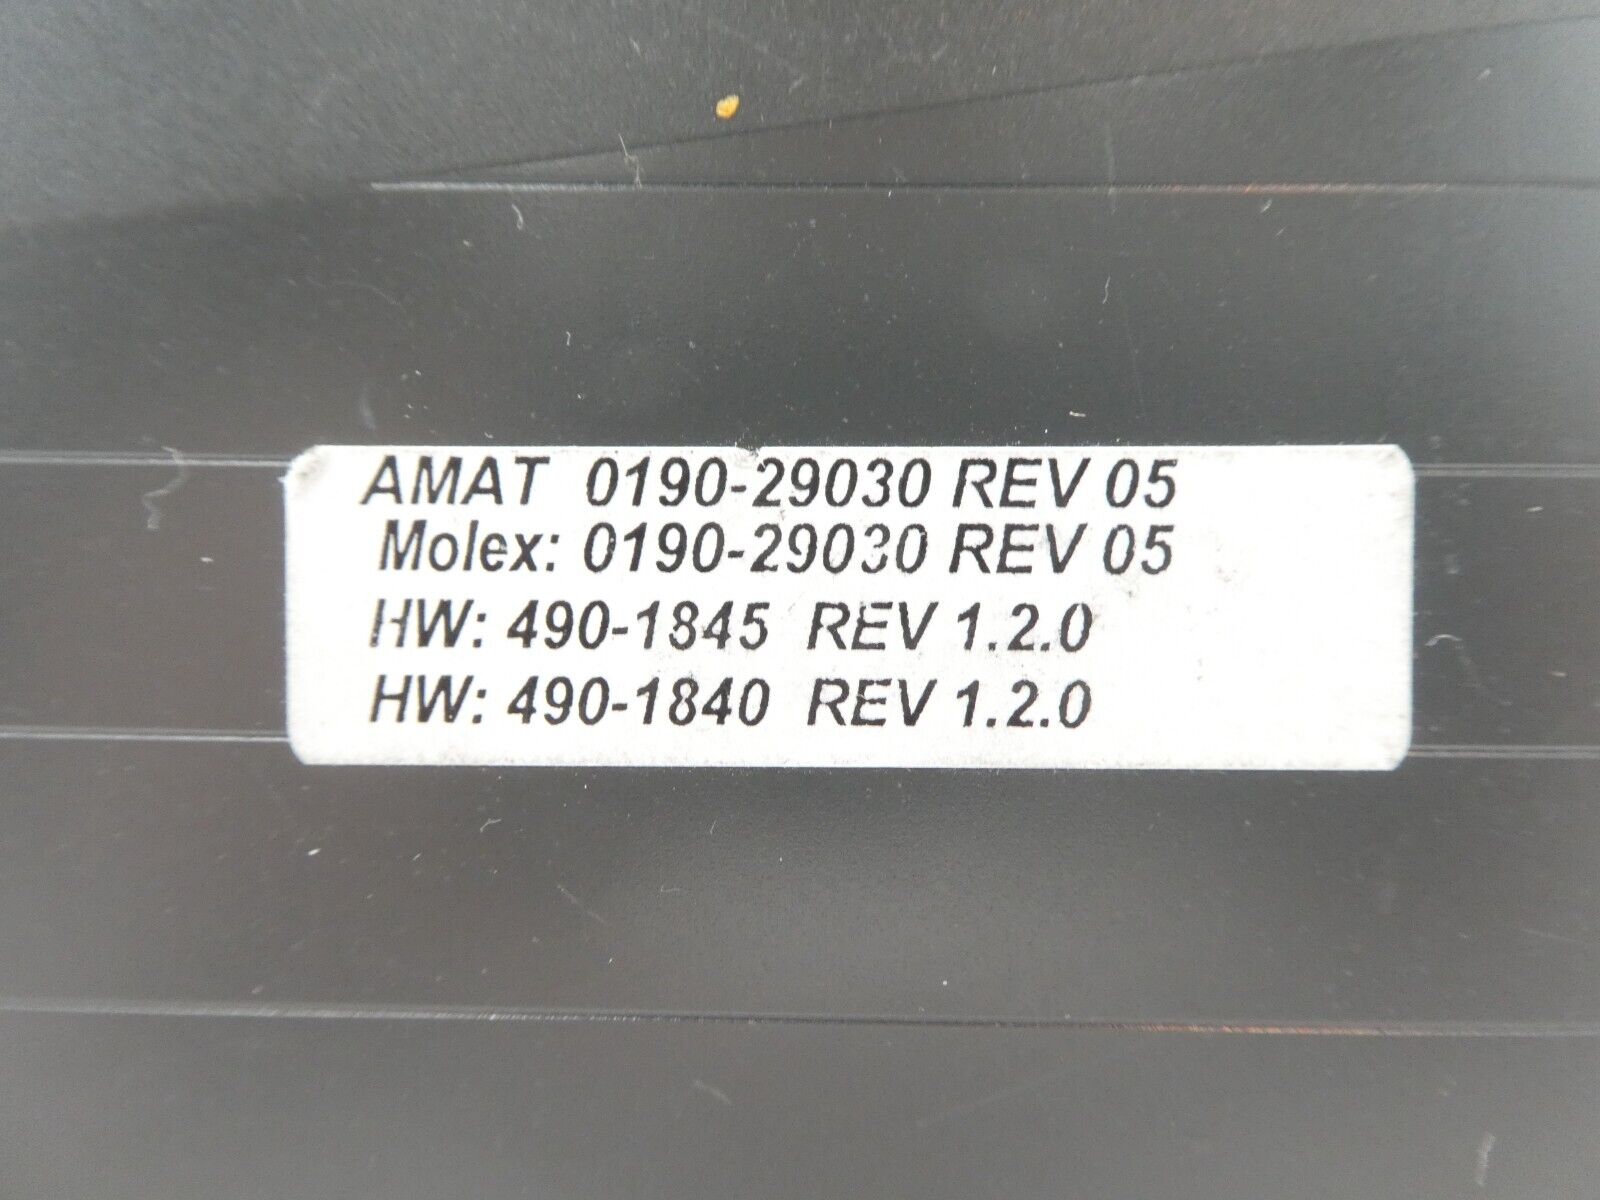 AMAT 0190-29030 REV 05
Molex: 0190-29030 REV 05
HW: 490-1845 REV 1.2.0
HW: 490-1840 REV 1.2.0